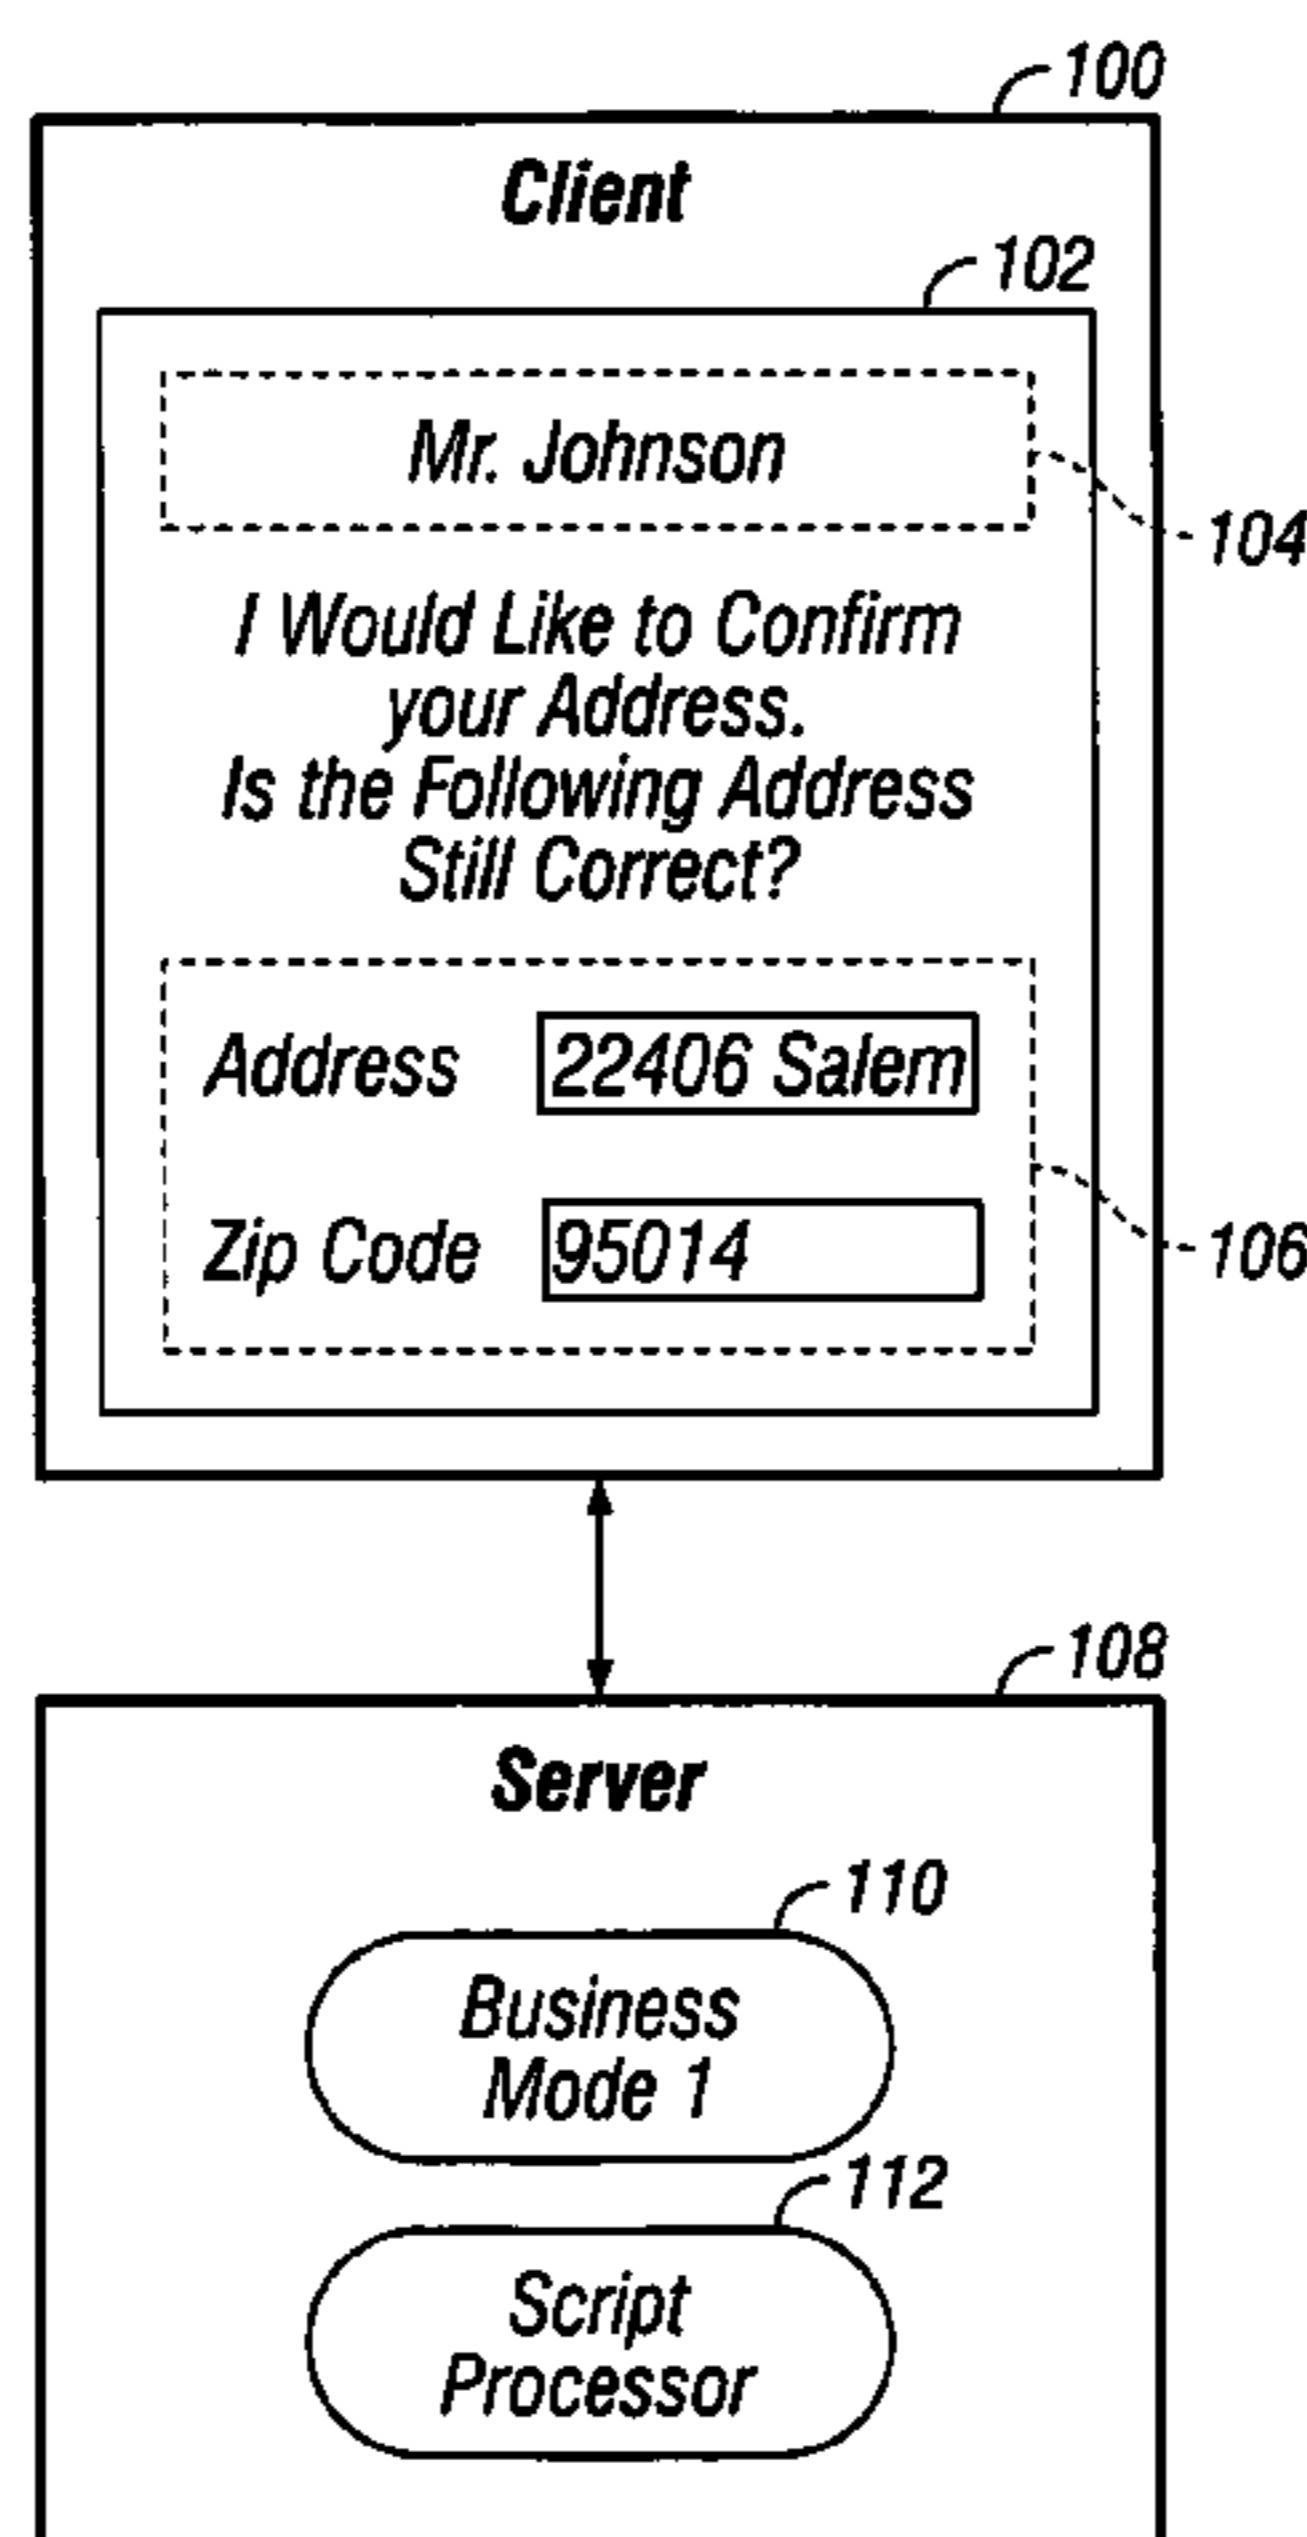 100
Client
102
Mr. Johnson
104
I Would Like to Confirm
your Address.
Is the Following Address
Still Correct?
Address 22406 Salem
Zip Code 95014
106
108
Server
110
Business
Mode 1
112
Script
Processor